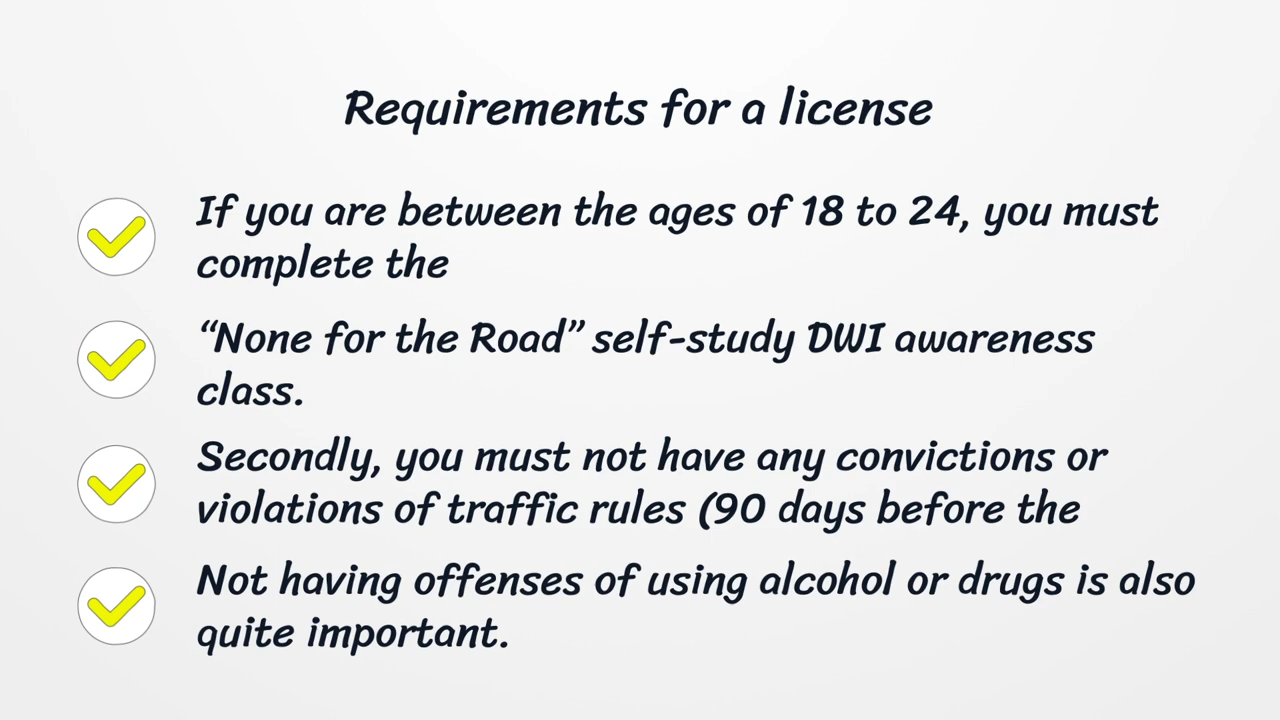 Requirements for a license
If you are between the ages of 18 to 24, you must
complete the
“None for the Road” self-study DWI awareness
class.
Secondly, you must not have any convictions or
violations of traffic rules (90 days before the
Not having offenses of using alcohol or drugs is also
quite important.